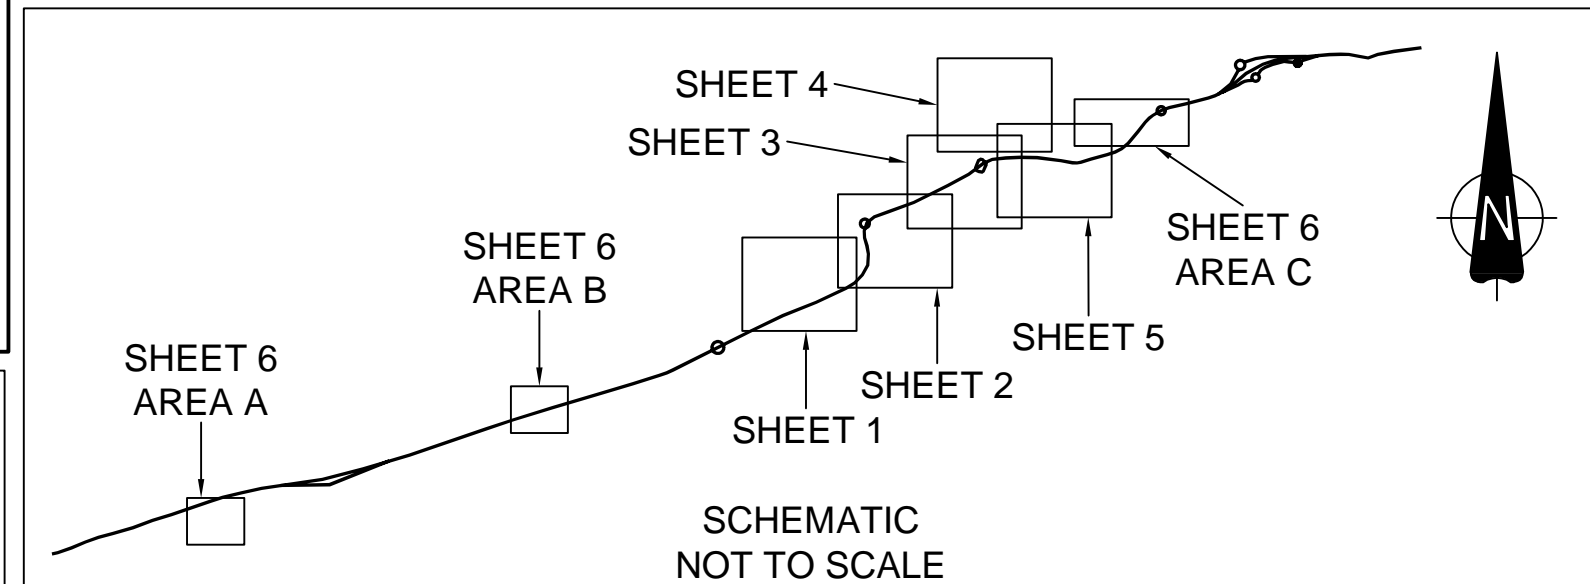 SHEET 4
SHEET 3
SHEET 6
AREA C
SHEET 6
AREA B
SHEET 5
SHEET 6
AREA A
SHEET 2
SHEET 1
N
SCHEMATIC
NOT TO SCALE